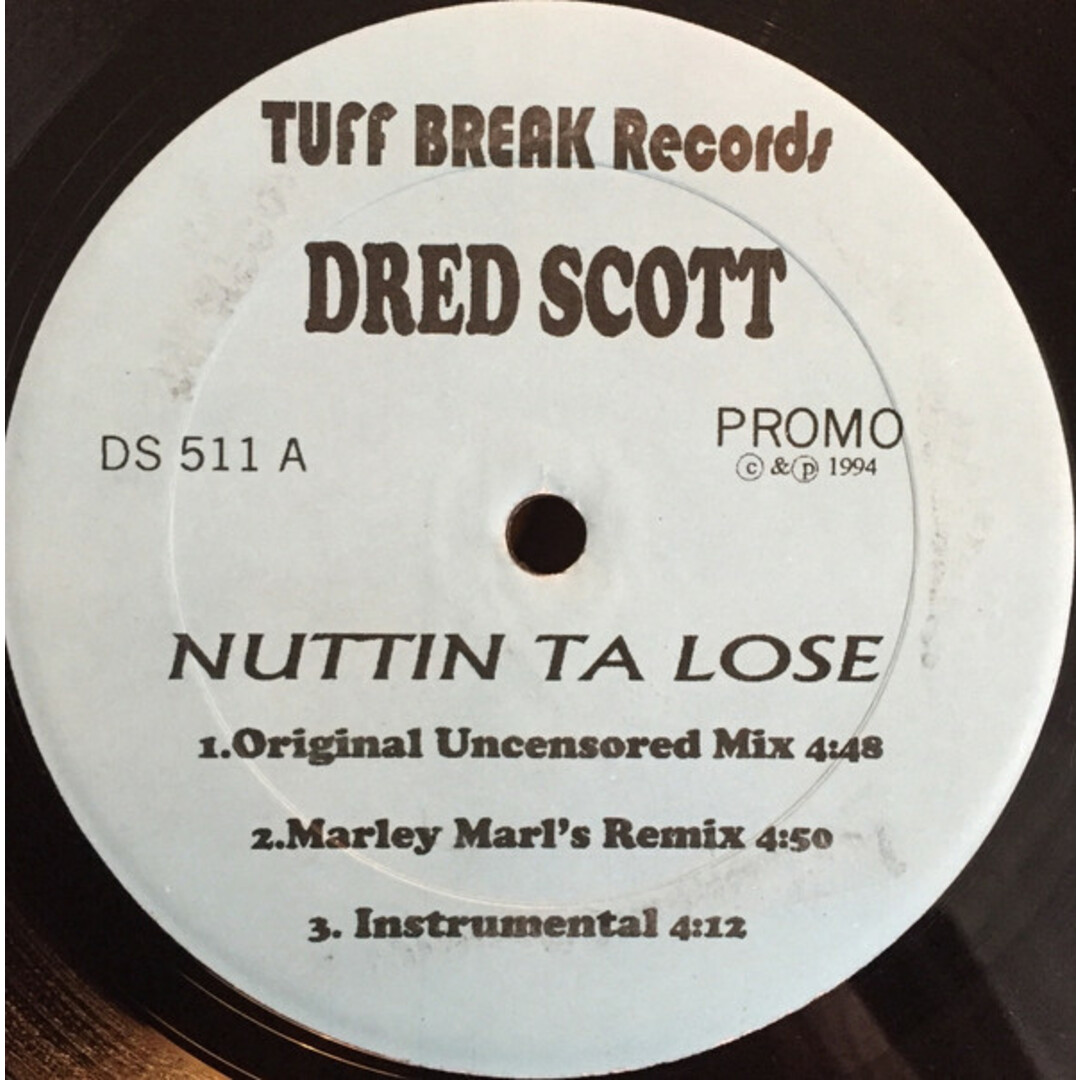 TUFF BREAK Records
DRED SCOTT
PROMO
DS 511 A
© & ℗ 1994
NUTTIN TA LOSE
1.Original Uncensored Mix 4:48
2.Marley Marl's Remix 4:50
3. Instrumental 4:12